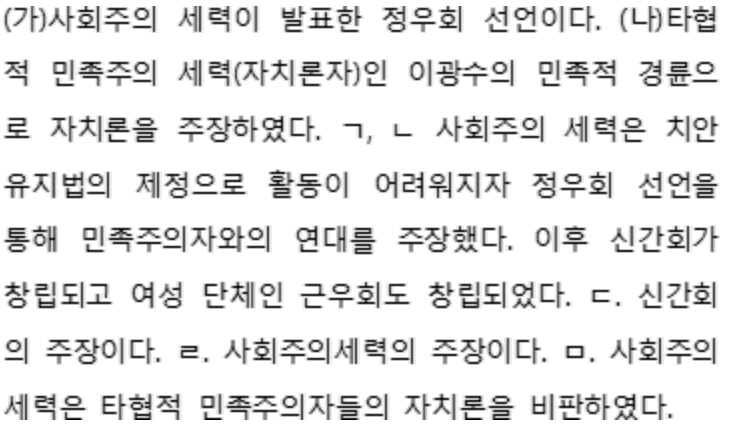 (가)사회주의 세력이 발표한 정우회 선언이다. (나)타협
적 민족주의 세력(자치론자)인 이광수의 민족적 경륜으
로 자치론을 주장하였다. ㄱ, ㄴ 사회주의 세력은 치안
유지법의 제정으로 활동이 어려워지자 정우회 선언을
통해 민족주의자와의 연대를 주장했다. 이후 신간회가
창립되고 여성 단체인 근우회도 창립되었다. ㄷ. 신간회
의 주장이다. ㄹ. 사회주의세력의 주장이다. ㅁ. 사회주의
세력은 타협적 민족주의자들의 자치론을 비판하였다.